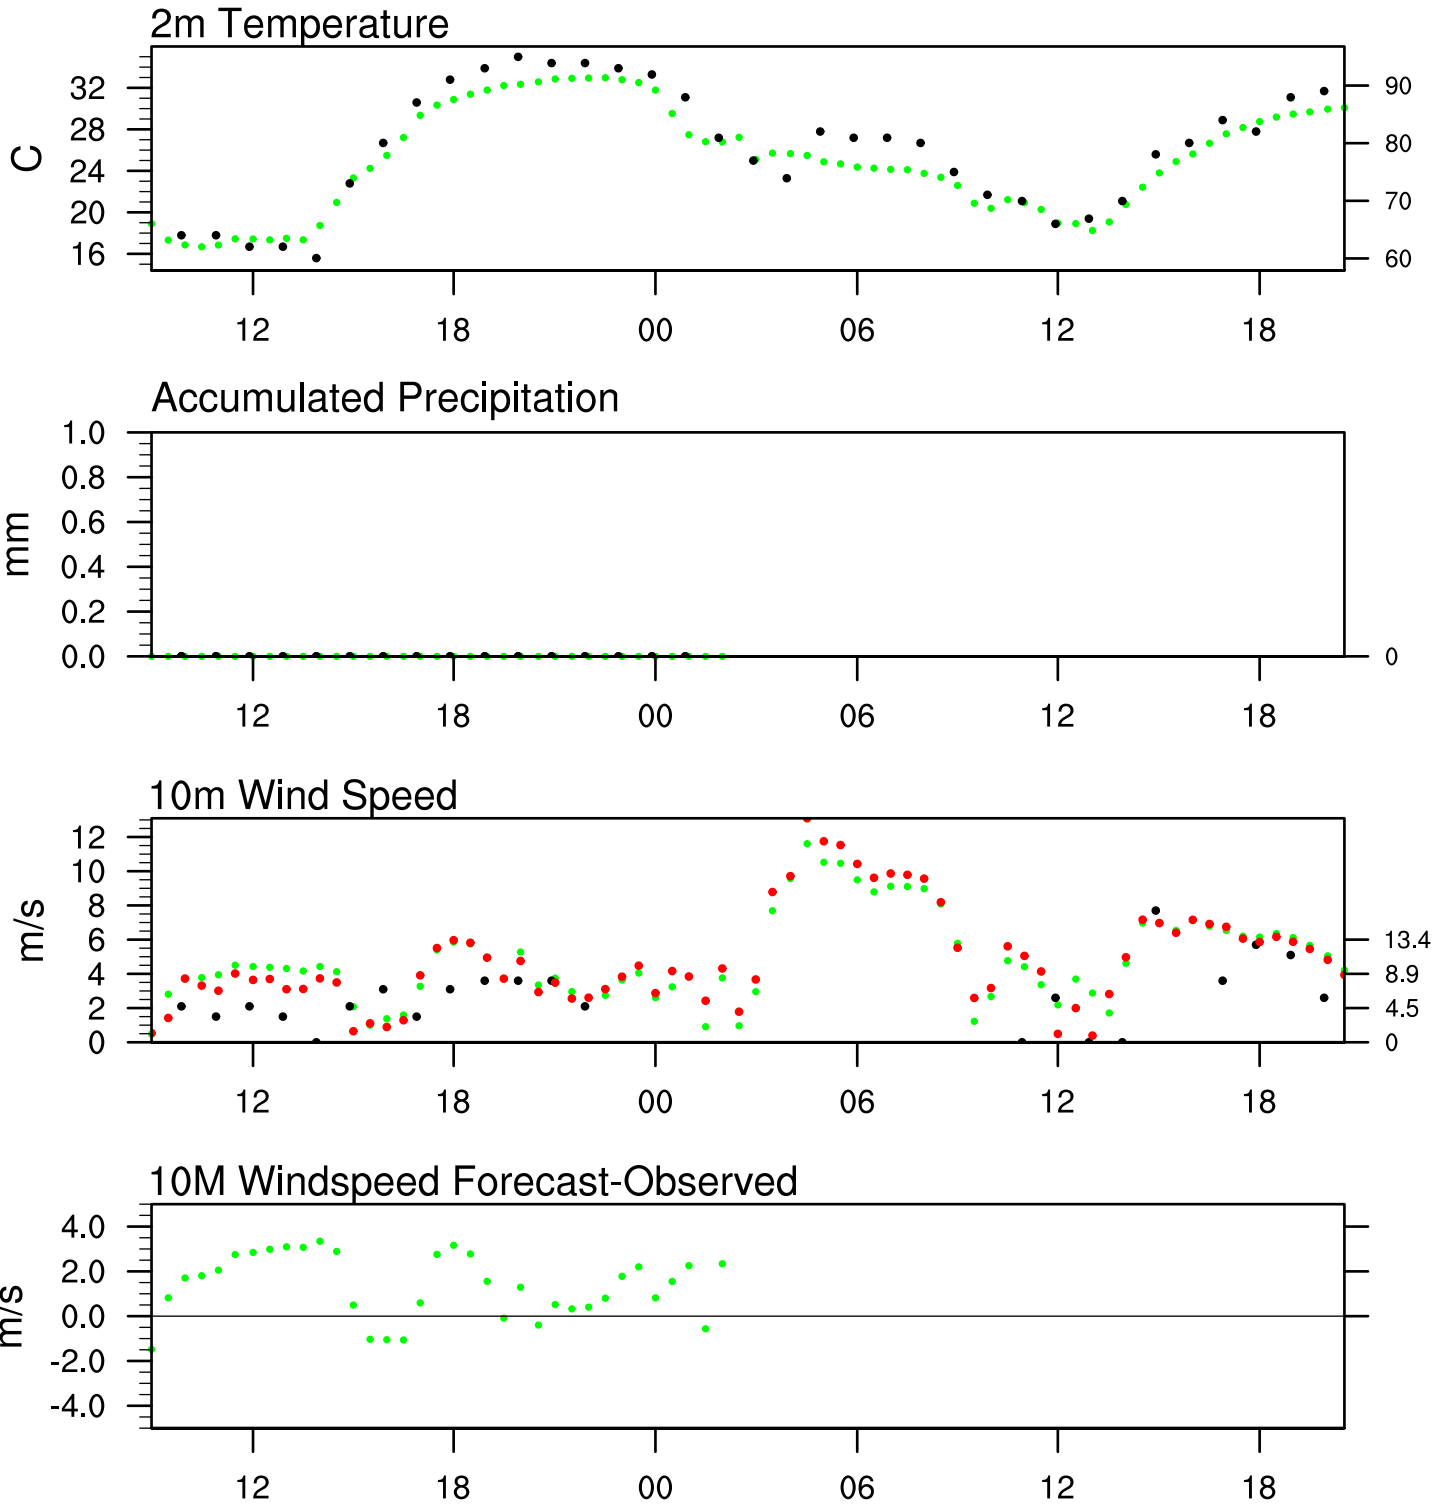 2m Temperature
C
32
28
24
20
16
90
80
70
60
12 18 00 06 12 18
Accumulated Precipitation
mm
1.0
0.8
0.6
0.4
0.2
0.0
0
12 18 00 06 12 18
10m Wind Speed
m/s
12
10
8
6
4
2
0
13.4
8.9
4.5
0
12 18 00 06 12 18
10M Windspeed Forecast-Observed
m/s
4.0
2.0
0.0
-2.0
-4.0
12 18 00 06 12 18